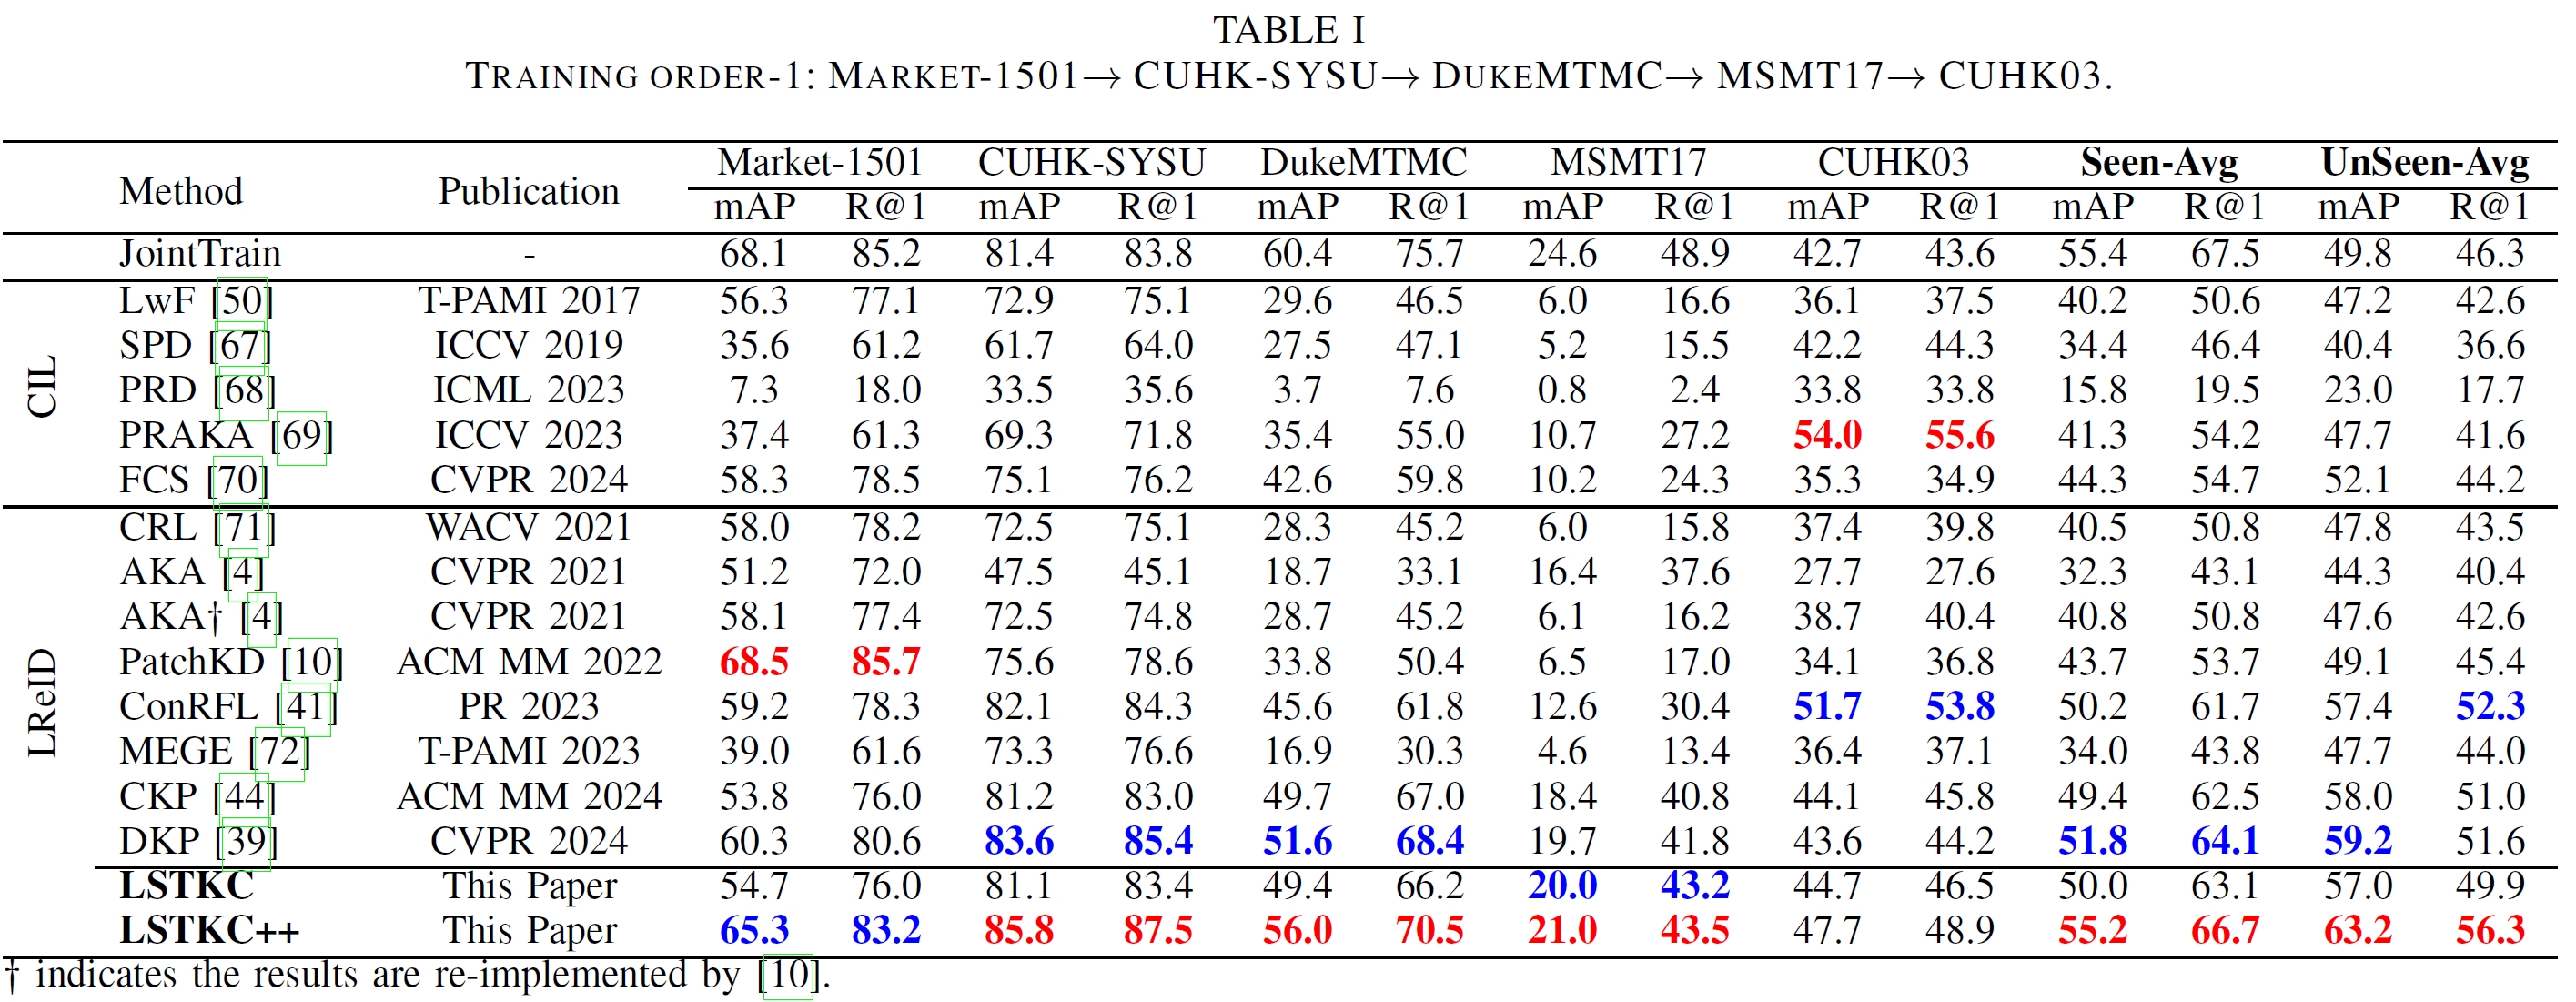 TABLE I
TRAINING ORDER-1: MARKET-1501→ CUHK-SYSU→ DUKEMTMC→ MSMT17→ CUHK03.
Method Publication Market-1501 CUHK-SYSU DukeMTMC MSMT17 CUHK03 Seen-Avg UnSeen-Avg
mAP R@1 mAP R@1 mAP R@1 mAP R@1 mAP R@1 mAP R@1 mAP R@1
JointTrain - 68.1 85.2 81.4 83.8 60.4 75.7 24.6 48.9 42.7 43.6 55.4 67.5 49.8 46.3
CIL
LwF [50] T-PAMI 2017 56.3 77.1 72.9 75.1 29.6 46.5 6.0 16.6 36.1 37.5 40.2 50.6 47.2 42.6
SPD [67] ICCV 2019 35.6 61.2 61.7 64.0 27.5 47.1 5.2 15.5 42.2 44.3 34.4 46.4 40.4 36.6
PRD [68] ICML 2023 7.3 18.0 33.5 35.6 3.7 7.6 0.8 2.4 33.8 33.8 15.8 19.5 23.0 17.7
PRAKA [69] ICCV 2023 37.4 61.3 69.3 71.8 35.4 55.0 10.7 27.2 54.0 55.6 41.3 54.2 47.7 41.6
FCS [70] CVPR 2024 58.3 78.5 75.1 76.2 42.6 59.8 10.2 24.3 35.3 34.9 44.3 54.7 52.1 44.2
LReID
CRL [71] WACV 2021 58.0 78.2 72.5 75.1 28.3 45.2 6.0 15.8 37.4 39.8 40.5 50.8 47.8 43.5
AKA [4] CVPR 2021 51.2 72.0 47.5 45.1 18.7 33.1 16.4 37.6 27.7 27.6 32.3 43.1 44.3 40.4
AKA† [4] CVPR 2021 58.1 77.4 72.5 74.8 28.7 45.2 6.1 16.2 38.7 40.4 40.8 50.8 47.6 42.6
PatchKD [10] ACM MM 2022 68.5 85.7 75.6 78.6 33.8 50.4 6.5 17.0 34.1 36.8 43.7 53.7 49.1 45.4
ConRFL [41] PR 2023 59.2 78.3 82.1 84.3 45.6 61.8 12.6 30.4 51.7 53.8 50.2 61.7 57.4 52.3
MEGE [72] T-PAMI 2023 39.0 61.6 73.3 76.6 16.9 30.3 4.6 13.4 36.4 37.1 34.0 43.8 47.7 44.0
CKP [44] ACM MM 2024 53.8 76.0 81.2 83.0 49.7 67.0 18.4 40.8 44.1 45.8 49.4 62.5 58.0 51.0
DKP [39] CVPR 2024 60.3 80.6 83.6 85.4 51.6 68.4 19.7 41.8 43.6 44.2 51.8 64.1 59.2 51.6
LSTKC This Paper 54.7 76.0 81.1 83.4 49.4 66.2 20.0 43.2 44.7 46.5 50.0 63.1 57.0 49.9
LSTKC++ This Paper 65.3 83.2 85.8 87.5 56.0 70.5 21.0 43.5 47.7 48.9 55.2 66.7 63.2 56.3
† indicates the results are re-implemented by [10].